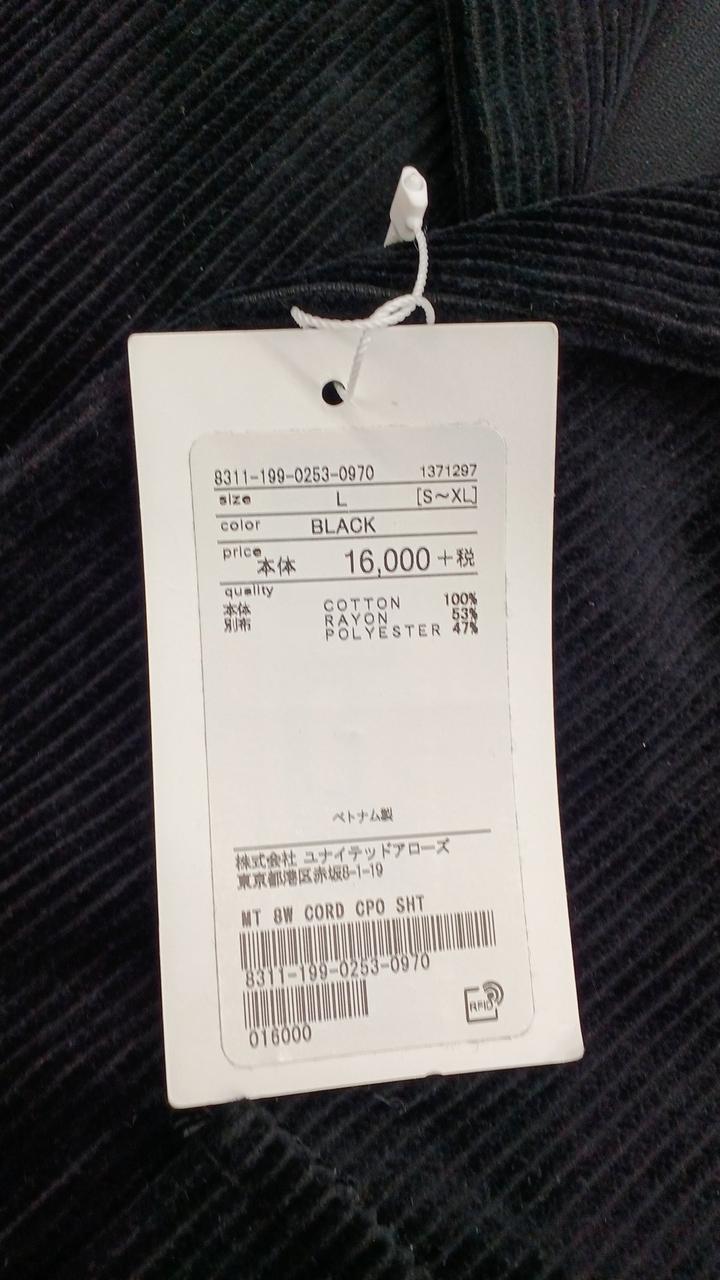 8311-199-0253-0970 1371297
size L [S〜XL]
color BLACK
price 本体 16,000+税
quality
本体 COTTON 100%
別布 RAYON 53%
POLYESTER 47%
ベトナム製
株式会社 ユナイテッドアローズ
東京都港区赤坂8-1-19
MT 8W CORD CPO SHT
8311-199-0253-0970
016000
RFID